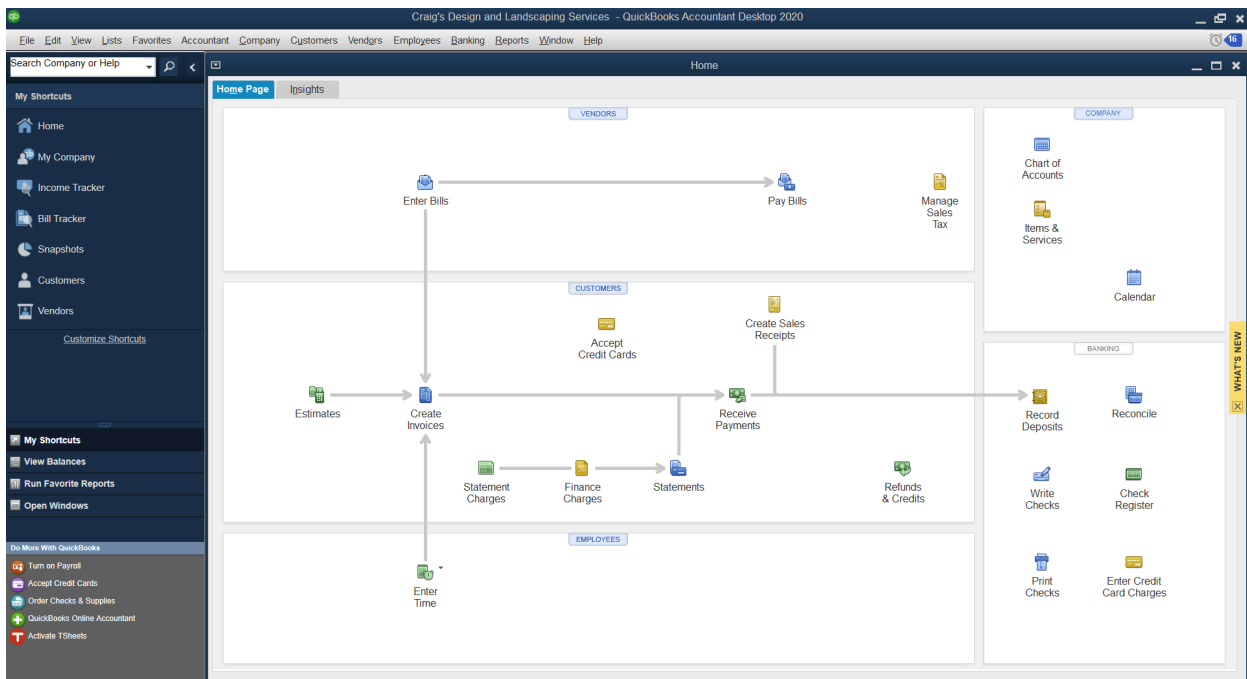 qb
Craig's Design and Landscaping Services - QuickBooks Accountant Desktop 2020
File Edit View Lists Favorites Accountant Company Customers Vendors Employees Banking Reports Window Help
16
Search Company or Help
My Shortcuts
Home
My Company
Income Tracker
Bill Tracker
Snapshots
Customers
Vendors
Customize Shortcuts
My Shortcuts
View Balances
Run Favorite Reports
Open Windows
Do More With QuickBooks
Turn on Payroll
Accept Credit Cards
Order Checks & Supplies
QuickBooks Online Accountant
Activate TSheets
Home
Home Page
Insights
VENDORS
Enter Bills
Pay Bills
Manage
Sales
Tax
CUSTOMERS
Accept
Credit Cards
Create Sales
Receipts
Estimates
Create
Invoices
Receive
Payments
Statement
Charges
Finance
Charges
Statements
Refunds
& Credits
EMPLOYEES
Enter
Time
COMPANY
Chart of
Accounts
Items &
Services
Calendar
BANKING
Record
Deposits
Reconcile
Write
Checks
Check
Register
Print
Checks
Enter Credit
Card Charges
WHAT'S NEW